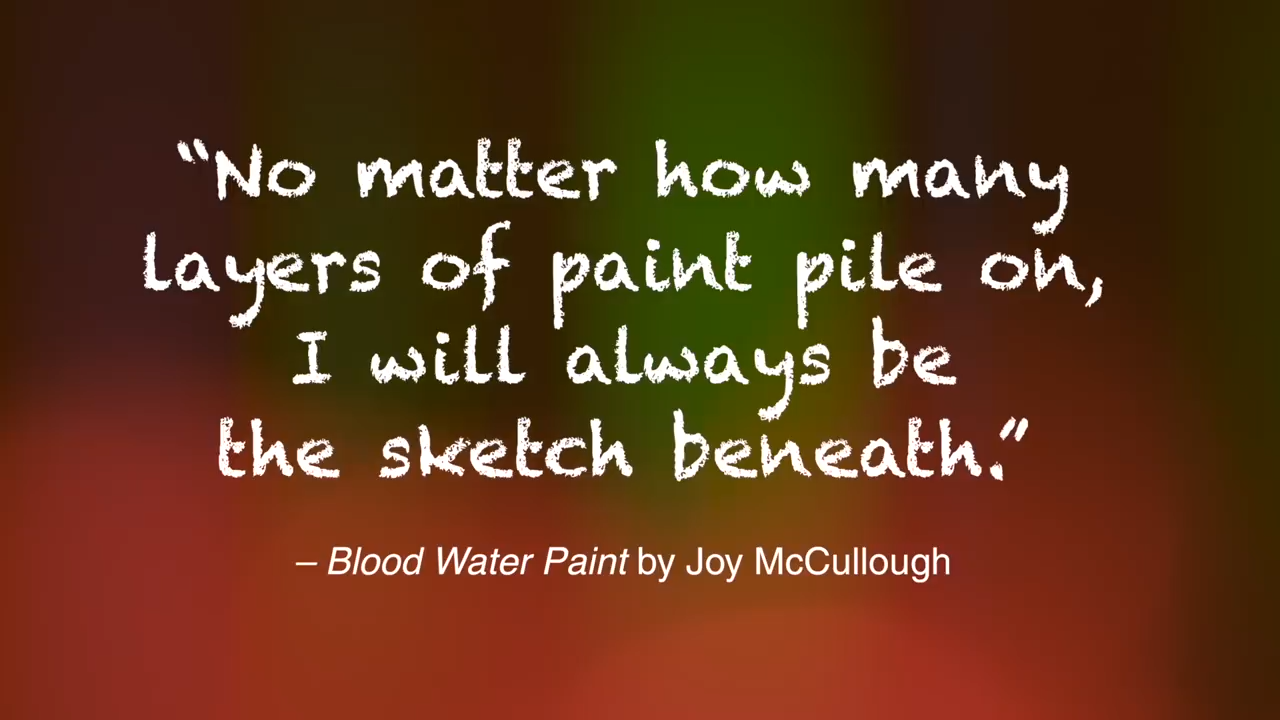 “No matter how many
layers of paint pile on,
I will always be
the sketch beneath.”
– Blood Water Paint by Joy McCullough